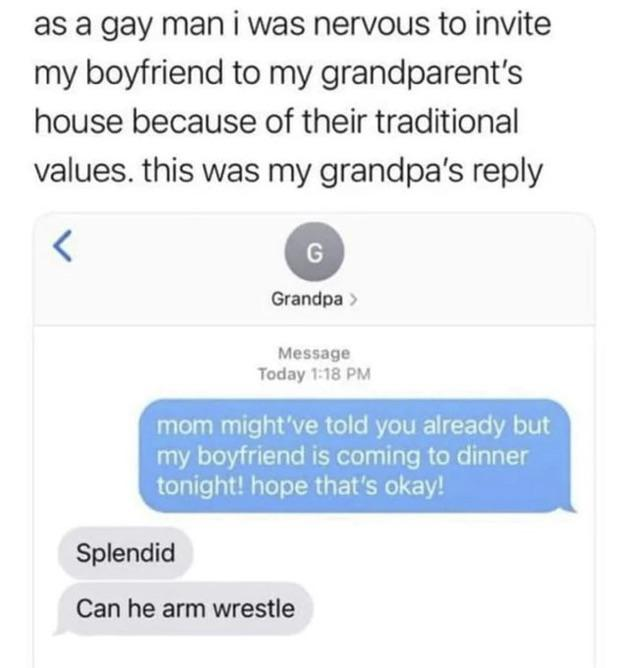 as a gay man i was nervous to invite
my boyfriend to my grandparent's
house because of their traditional
values. this was my grandpa's reply
G
Grandpa >
Message
Today 1:18 PM
mom might've told you already but
my boyfriend is coming to dinner
tonight! hope that's okay!
Splendid
Can he arm wrestle